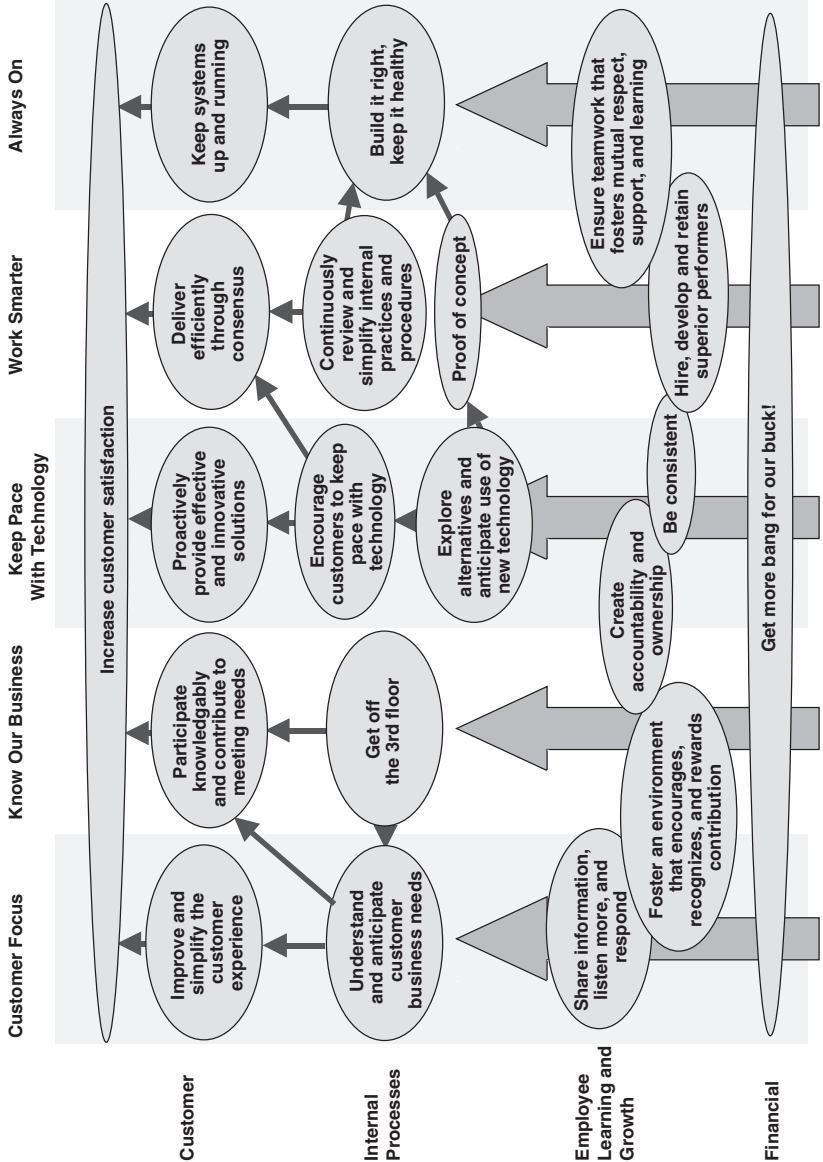 Customer Focus
Know Our Business
Keep Pace
With Technology
Work Smarter
Always On
Customer
Increase customer satisfaction
Improve and
simplify the
customer
experience
Participate
knowledgably
and contribute to
meeting needs
Proactively
provide effective
and innovative
solutions
Deliver
efficiently
through
consensus
Keep systems
up and running
Internal
Processes
Understand
and anticipate
customer
business needs
Get off
the 3rd floor
Encourage
customers to keep
pace with
technology
Explore
alternatives and
anticipate use of
new technology
Continuously
review and
simplify internal
practices and
procedures
Proof of concept
Build it right,
keep it healthy
Employee
Learning and
Growth
Share information,
listen more, and
respond
Foster an environment
that encourages,
recognizes, and rewards
contribution
Create
accountability and
ownership
Be consistent
Hire, develop and retain
superior performers
Ensure teamwork that
fosters mutual respect,
support, and learning
Financial
Get more bang for our buck!